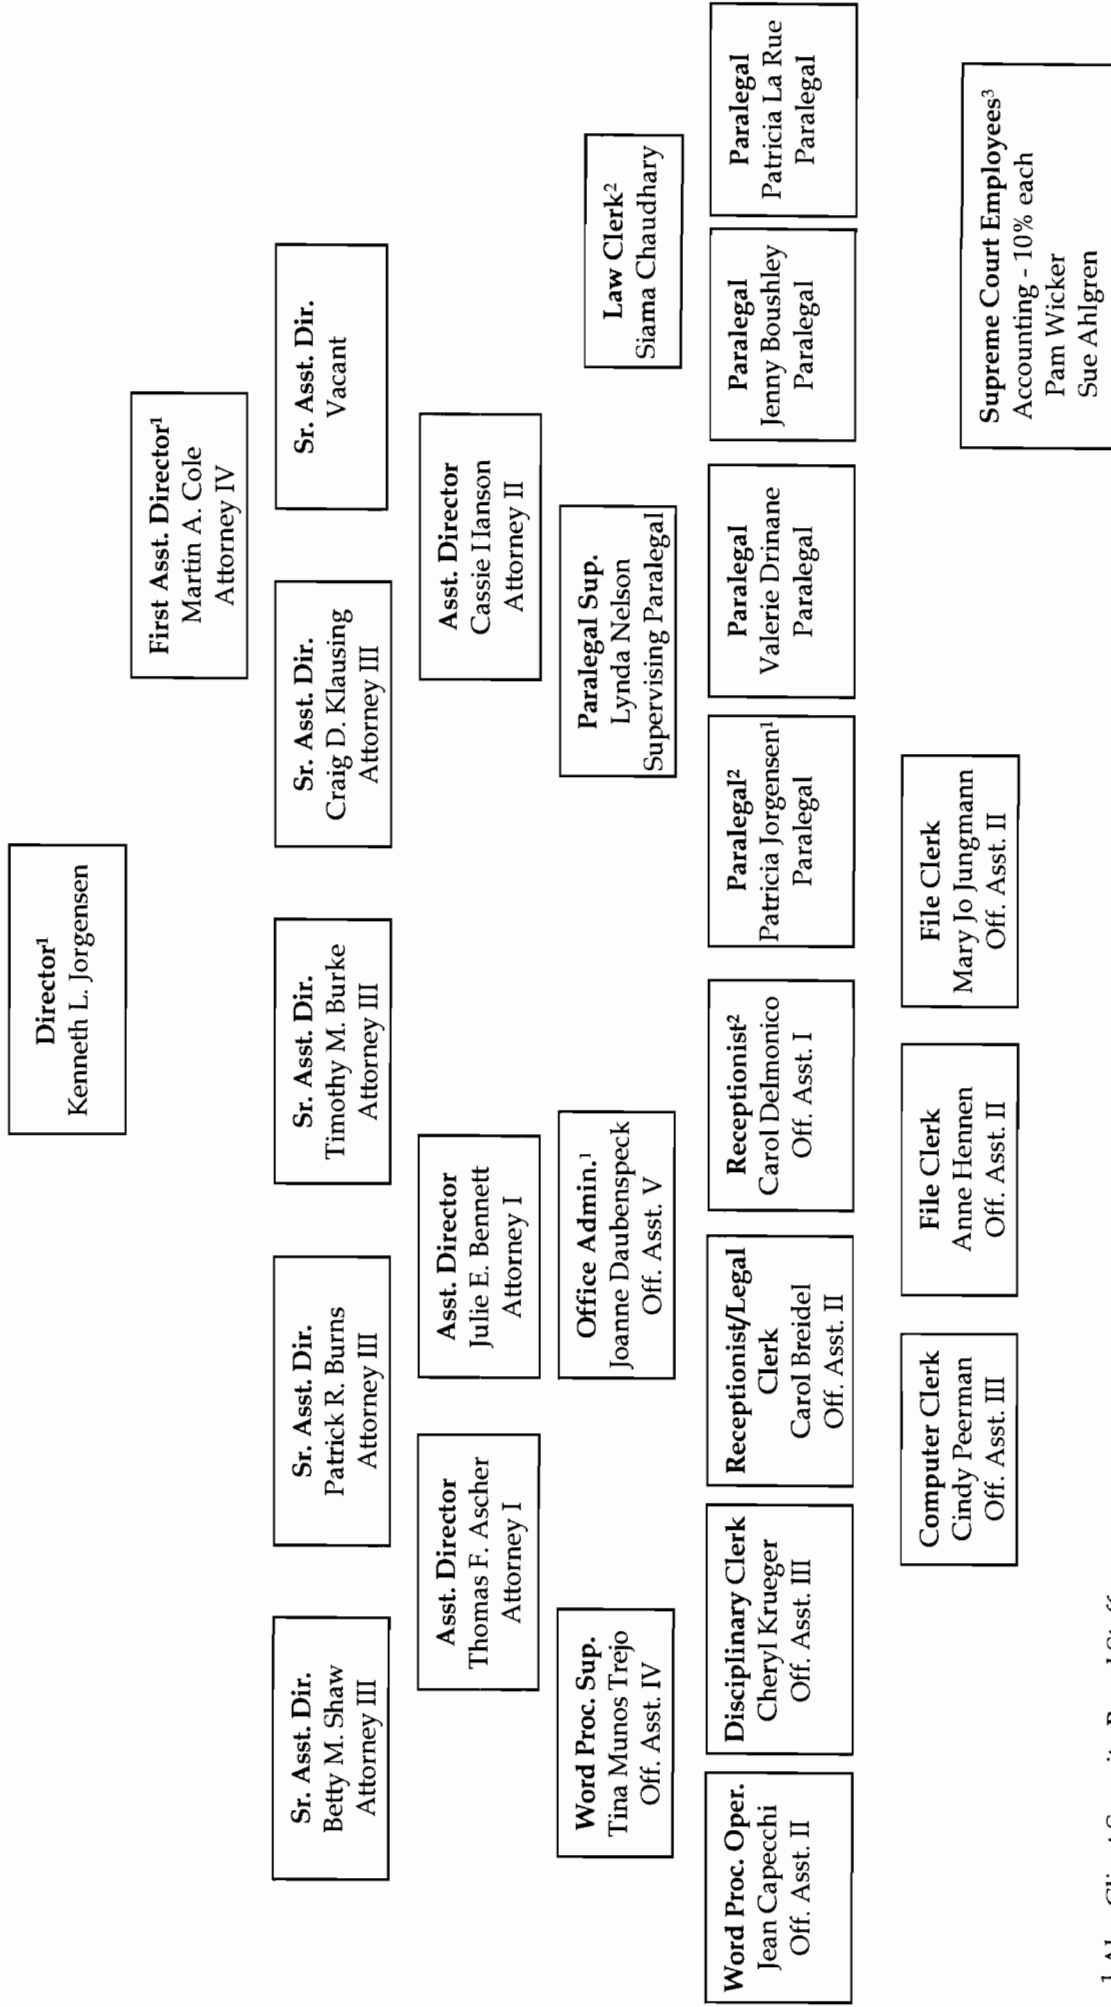 Director¹
Kenneth L. Jorgensen
First Asst. Director¹
Martin A. Cole
Attorney IV
Sr. Asst. Dir.
Betty M. Shaw
Attorney III
Sr. Asst. Dir.
Patrick R. Burns
Attorney III
Sr. Asst. Dir.
Timothy M. Burke
Attorney III
Sr. Asst. Dir.
Craig D. Klausing
Attorney III
Sr. Asst. Dir.
Vacant
Asst. Director
Thomas F. Ascher
Attorney I
Asst. Director
Julie E. Bennett
Attorney I
Asst. Director
Cassie Hanson
Attorney II
Word Proc. Sup.
Tina Munos Trejo
Off. Asst. IV
Office Admin.¹
Joanne Daubenspeck
Off. Asst. V
Paralegal Sup.
Lynda Nelson
Supervising Paralegal
Law Clerk²
Siama Chaudhary
Word Proc. Oper.
Jean Capecchi
Off. Asst. II
Disciplinary Clerk
Cheryl Krueger
Off. Asst. III
Receptionist/Legal
Clerk
Carol Breidel
Off. Asst. II
Receptionist²
Carol Delmonico
Off. Asst. I
Paralegal²
Patricia Jorgensen¹
Paralegal
Paralegal
Valerie Drinane
Paralegal
Paralegal
Jenny Boushley
Paralegal
Paralegal
Patricia La Rue
Paralegal
Computer Clerk
Cindy Peerman
Off. Asst. III
File Clerk
Anne Hennen
Off. Asst. II
File Clerk
Mary Jo Jungmann
Off. Asst. II
Supreme Court Employees³
Accounting - 10% each
Pam Wicker
Sue Ahlgren